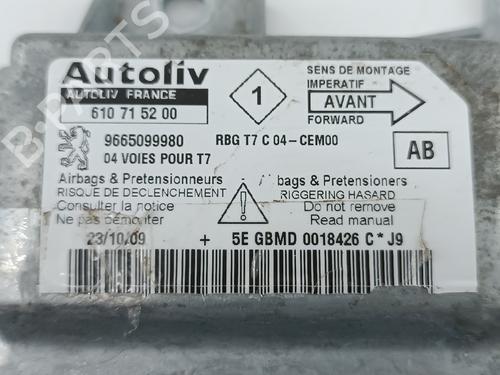 Autoliv
AUTOLIV FRANCE
610 71 52 00
1
SENS DE MONTAGE
IMPERATIF
AVANT
FORWARD
9665099980
RBG T7 C 04-CEM00
04 VOIES POUR T7
AB
Airbags & Pretensionneurs
RISQUE DE DECLENCHEMENT
Consulter la notice
Ne pas démonter
bags & Pretensioners
RIGGERING HASARD
Do not remove
Read manual
23/10/09 + 5E GBMD 0018426 C * J9
B-Parts